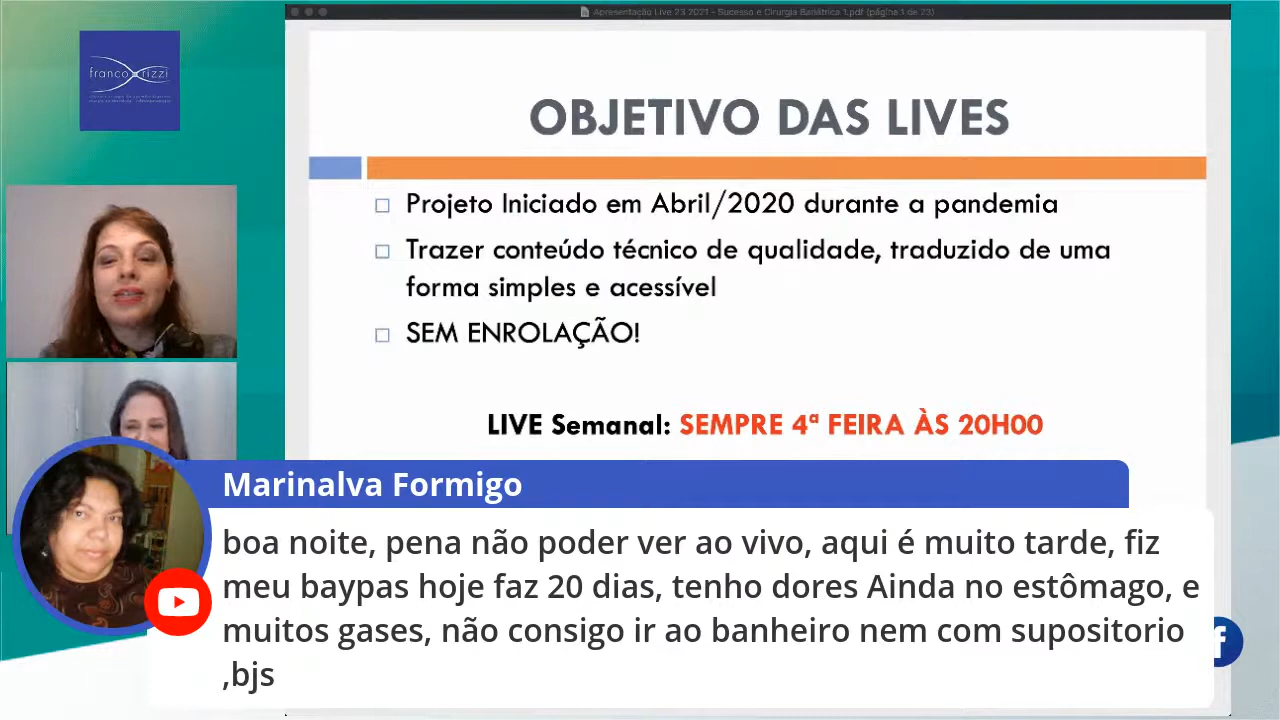 Apresentação Live 23 2021 - Sucesso e Cirurgia Bariátrica 1.pdf (página 1 de 23)
franco rizzi
OBJETIVO DAS LIVES
Projeto Iniciado em Abril/2020 durante a pandemia
Trazer conteúdo técnico de qualidade, traduzido de uma
forma simples e acessível
SEM ENROLAÇÃO!
LIVE Semanal: SEMPRE 4ª FEIRA ÀS 20H00
Marinalva Formigo
boa noite, pena não poder ver ao vivo, aqui é muito tarde, fiz
meu baypas hoje faz 20 dias, tenho dores Ainda no estômago, e
muitos gases, não consigo ir ao banheiro nem com supositorio
,bjs
f